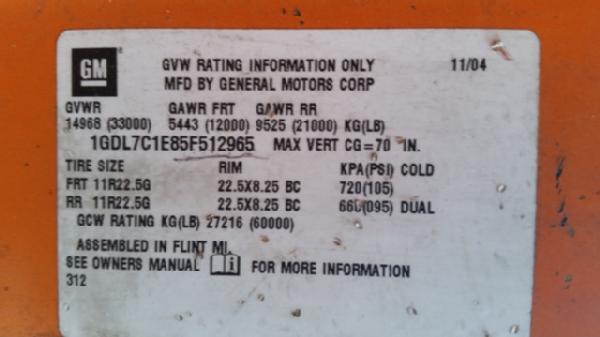 GM GVW RATING INFORMATION ONLY 11/04
MFD BY GENERAL MOTORS CORP
GVWR GAWR FRT GAWR RR
14968 (33000) 5443 (12000) 9525 (21000) KG(LB)
1GDL7C1E85F512965 MAX VERT CG=70 IN.
TIRE SIZE RIM KPA(PSI) COLD
FRT 11R22.5G 22.5X8.25 BC 720(105)
RR 11R22.5G 22.5X8.25 BC 660(095) DUAL
GCW RATING KG(LB) 27216 (60000)
ASSEMBLED IN FLINT MI.
SEE OWNERS MANUAL i FOR MORE INFORMATION
312